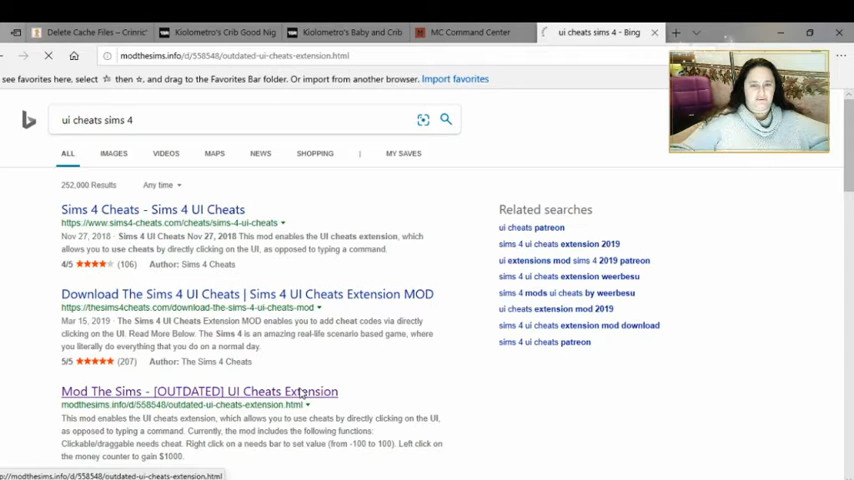 Delete Cache Files – Crinric
Kiolometro's Crib Good Nig
Kiolometro's Baby and Crib
MC Command Center
ui cheats sims 4 - Bing
modthesims.info/d/558548/outdated-ui-cheats-extension.html
see favorites here, select ☆ then ☆, and drag to the Favorites Bar folder. Or import from another browser. Import favorites
ui cheats sims 4
ALL IMAGES VIDEOS MAPS NEWS SHOPPING | MY SAVES
252,000 Results Any time
Sims 4 Cheats - Sims 4 UI Cheats
https://www.sims4-cheats.com/cheats/sims-4-ui-cheats
Nov 27, 2018 · Sims 4 UI Cheats Nov 27, 2018 This mod enables the UI cheats extension, which
allows you to use cheats by directly clicking on the UI, as opposed to typing a command.
4/5 (106) Author: Sims 4 Cheats
Download The Sims 4 UI Cheats | Sims 4 UI Cheats Extension MOD
https://thesims4cheats.com/download-the-sims-4-ui-cheats-mod
Mar 15, 2019 · The Sims 4 UI Cheats Extension MOD enables you to add cheat codes via directly
clicking on the UI. Read More Below. The Sims 4 is an amazing real-life scenario based game, where
you literally do everything that you do on a normal day.
5/5 (207) Author: The Sims 4 Cheats
Mod The Sims - [OUTDATED] UI Cheats Extension
modthesims.info/d/558548/outdated-ui-cheats-extension.html
This mod enables the UI cheats extension, which allows you to use cheats by directly clicking on the UI,
as opposed to typing a command. Currently, the mod includes the following functions:
Clickable/draggable needs cheat. Right click on a needs bar to set value (from -100 to 100). Left click on
the money counter to gain $1000.
Related searches
ui cheats patreon
sims 4 ui cheats extension 2019
ui extensions mod sims 4 2019 patreon
sims 4 ui cheats extension weerbesu
sims 4 mods ui cheats by weerbesu
ui cheats extension mod 2019
sims 4 ui cheats extension mod download
sims 4 ui cheats patreon
p://modthesims.info/d/558548/outdated-ui-cheats-extension.html